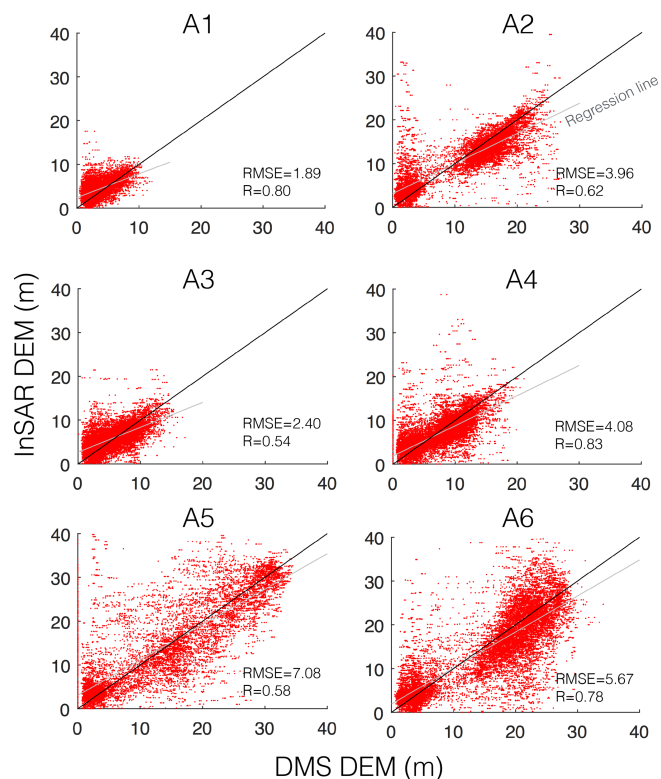 A1
A2
40
30
20
10
0
0
10
20
30
40
RMSE=1.89
R=0.80
40
30
20
10
0
0
10
20
30
40
Regression line
RMSE=3.96
R=0.62
A3
A4
40
30
20
10
0
0
10
20
30
40
RMSE=2.40
R=0.54
40
30
20
10
0
0
10
20
30
40
RMSE=4.08
R=0.83
InSAR DEM (m)
A5
A6
40
30
20
10
0
0
10
20
30
40
RMSE=7.08
R=0.58
40
30
20
10
0
0
10
20
30
40
RMSE=5.67
R=0.78
DMS DEM (m)